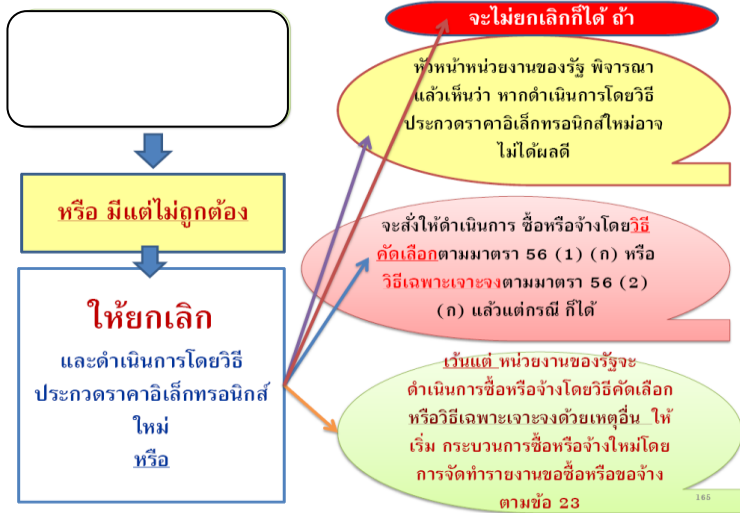 หรือ มีแต่ไม่ถูกต้อง
ให้ยกเลิก
และดำเนินการโดยวิธี
ประกวดราคาอิเล็กทรอนิกส์
ใหม่
หรือ
จะไม่ยกเลิกก็ได้ ถ้า
หัวหน้าหน่วยงานของรัฐ พิจารณา
แล้วเห็นว่า หากดำเนินการโดยวิธี
ประกวดราคาอิเล็กทรอนิกส์ใหม่อาจ
ไม่ได้ผลดี
จะสั่งให้ดำเนินการ ซื้อหรือจ้างโดยวิธี
คัดเลือกตามมาตรา 56 (1) (ก) หรือ
วิธีเฉพาะเจาะจงตามมาตรา 56 (2)
(ก) แล้วแต่กรณี ก็ได้
เว้นแต่ หน่วยงานของรัฐจะ
ดำเนินการซื้อหรือจ้างโดยวิธีคัดเลือก
หรือวิธีเฉพาะเจาะจงด้วยเหตุอื่น ให้
เริ่ม กระบวนการซื้อหรือจ้างใหม่โดย
การจัดทำรายงานขอซื้อหรือขอจ้าง
ตามข้อ 23
165